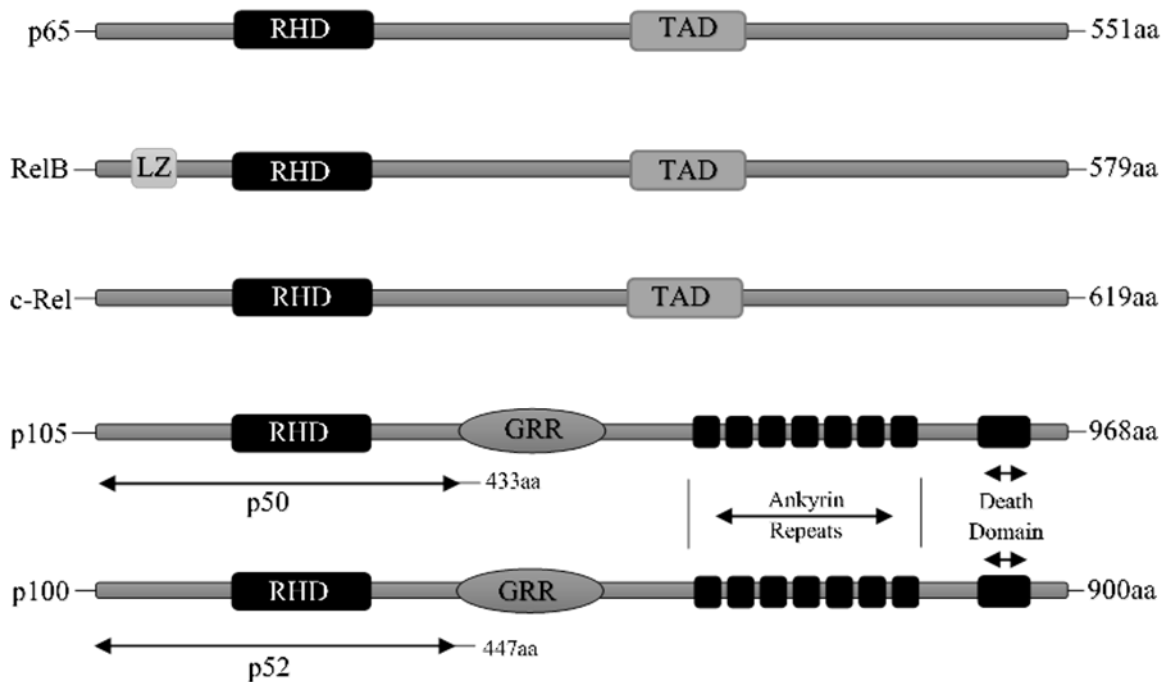 p65 RHD TAD 551aa
RelB LZ RHD TAD 579aa
c-Rel RHD TAD 619aa
p105 RHD GRR 968aa
433aa
p50
Ankyrin
Repeats
Death
Domain
p100 RHD GRR 900aa
447aa
p52